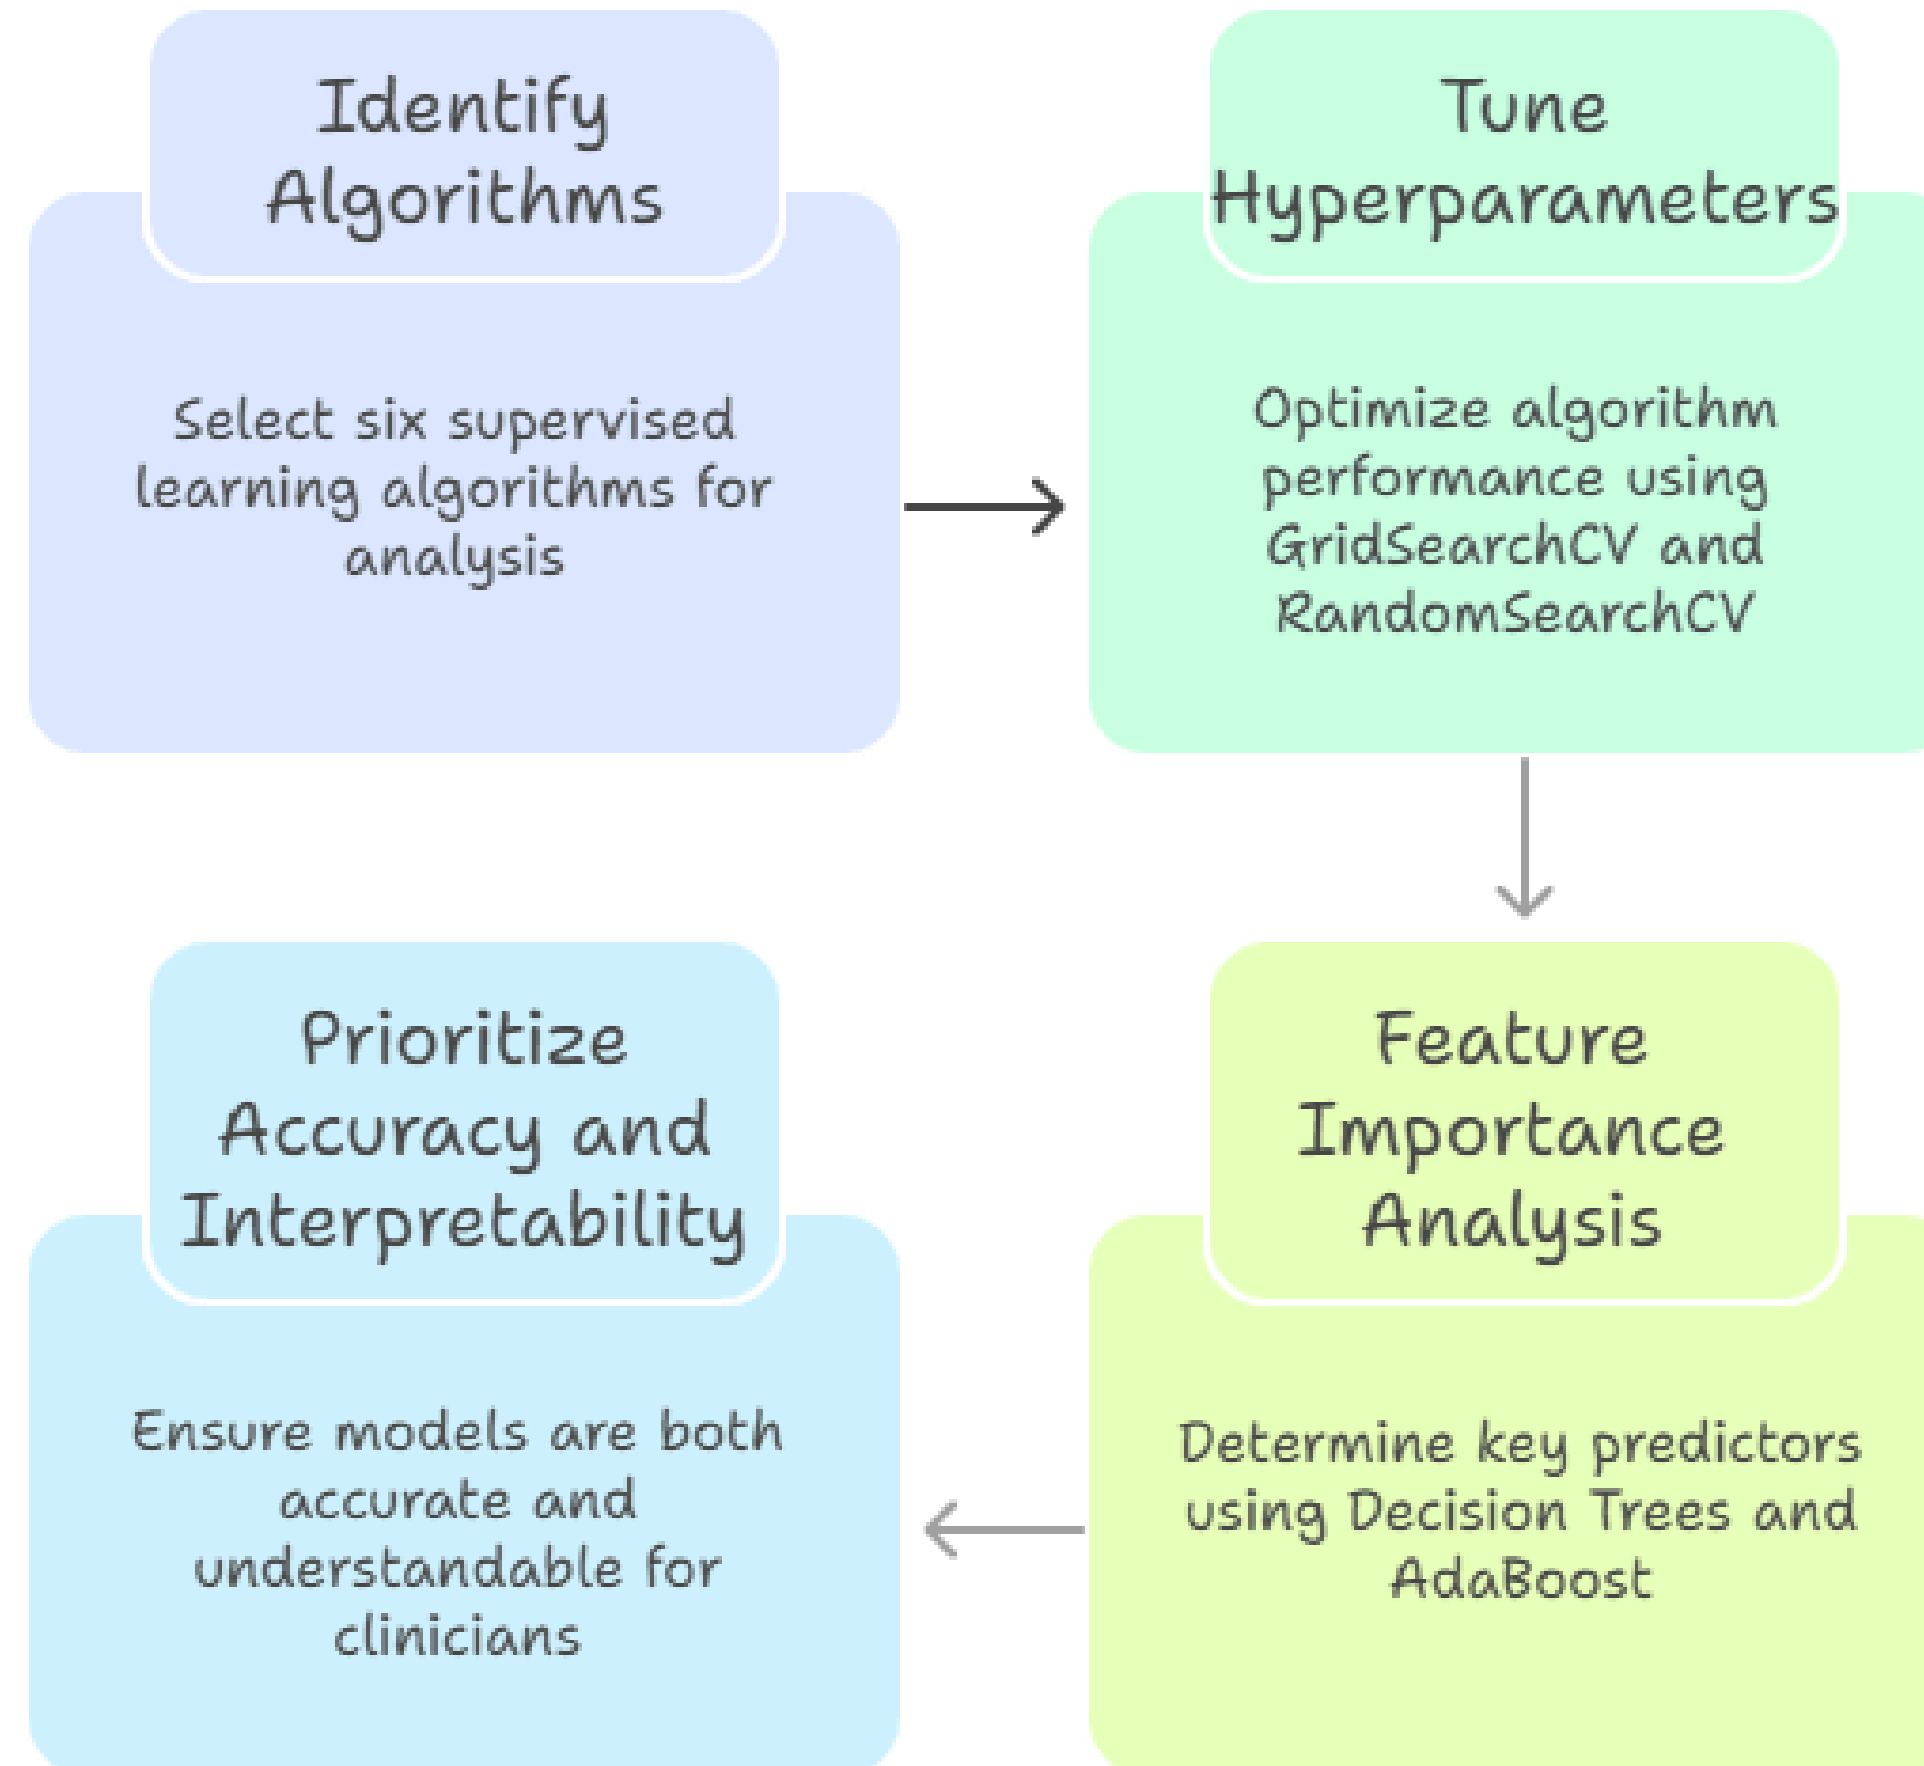 Identify
Algorithms
Select six supervised
learning algorithms for
analysis
Tune
Hyperparameters
Optimize algorithm
performance using
GridSearchCV and
RandomSearchCV
Feature
Importance
Analysis
Determine key predictors
using Decision Trees and
AdaBoost
Prioritize
Accuracy and
Interpretability
Ensure models are both
accurate and
understandable for
clinicians